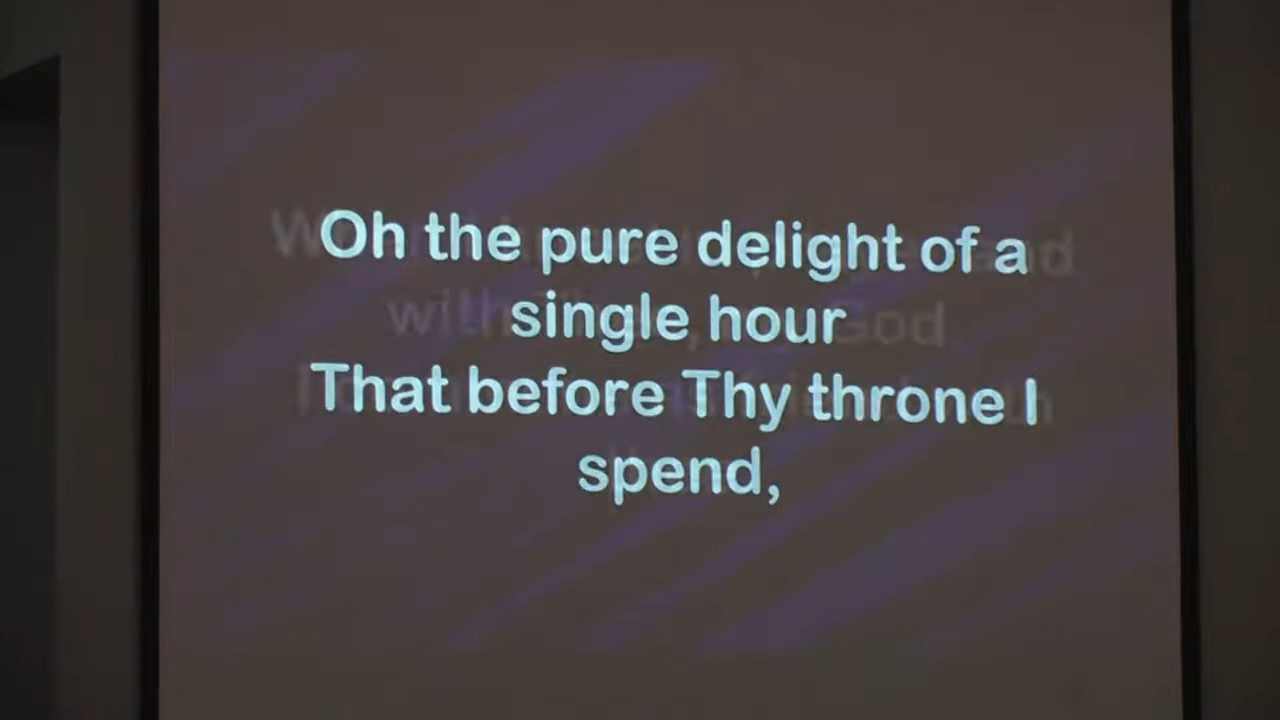 Oh the pure delight of a
single hour
That before Thy throne I
spend,